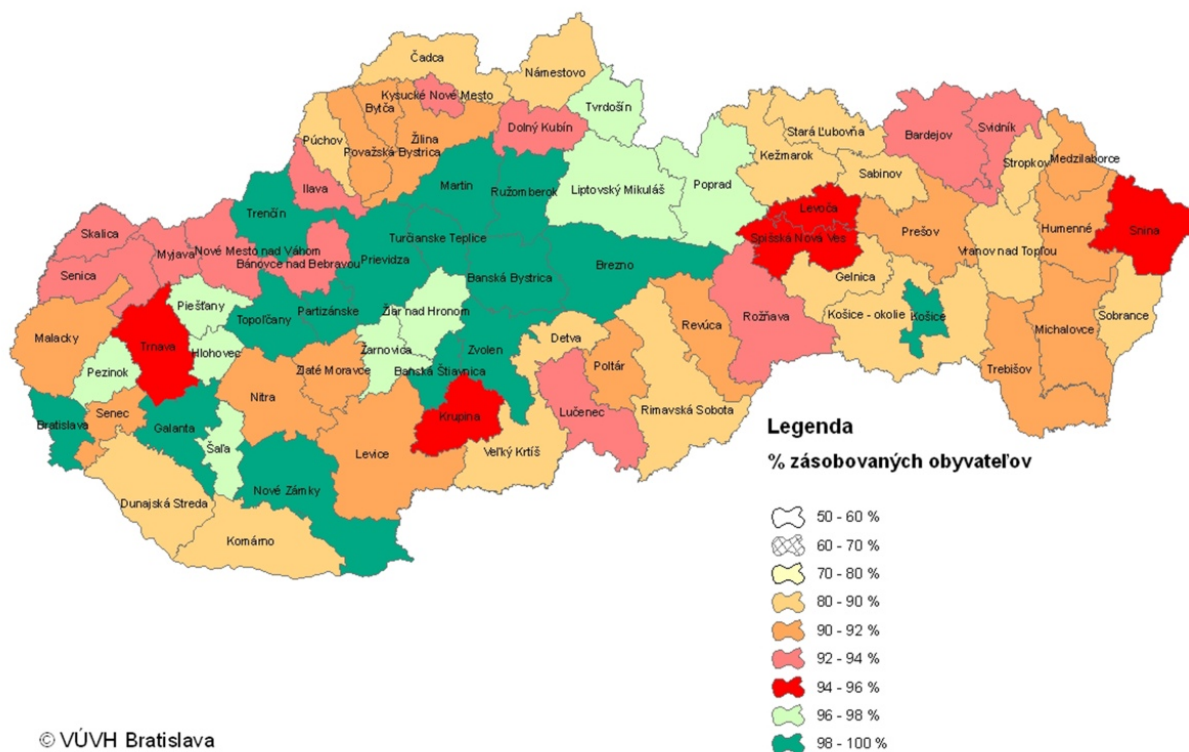 Čadca
Námestovo
Kysucké Nové Mesto
Bytča
Tvrdošín
Púchov
Žilina
Dolný Kubín
Považská Bystrica
Stará Ľubovňa
Bardejov
Svidník
Stropkov
Medzilaborce
Kežmarok
Sabinov
Ilava
Martin
Ružomberok
Liptovský Mikuláš
Poprad
Levoča
Trenčín
Turčianske Teplice
Spišská Nova Ves
Prešov
Humenné
Snina
Skalica
Myjava
Nové Mesto nad Váhom
Bánovce nad Bebravou
Prievidza
Banská Bystrica
Brezno
Vranov nad Topľou
Senica
Gelnica
Piešťany
Topoľčany
Partizánske
Žiar nad Hronom
Rožňava
Košice - okolie
Košice
Sobrance
Malacky
Trnava
Hlohovec
Žarnovica
Zvolen
Detva
Revúca
Michalovce
Pezinok
Zlaté Moravce
Banská Štiavnica
Poltár
Trebišov
Nitra
Krupina
Lučenec
Rimavská Sobota
Bratislava
Senec
Galanta
Šaľa
Levice
Veľký Krtíš
Nové Zámky
Dunajská Streda
Komárno
Legenda
% zásobovaných obyvateľov
50 - 60 %
60 - 70 %
70 - 80 %
80 - 90 %
90 - 92 %
92 - 94 %
94 - 96 %
96 - 98 %
98 - 100 %
© VÚVH Bratislava